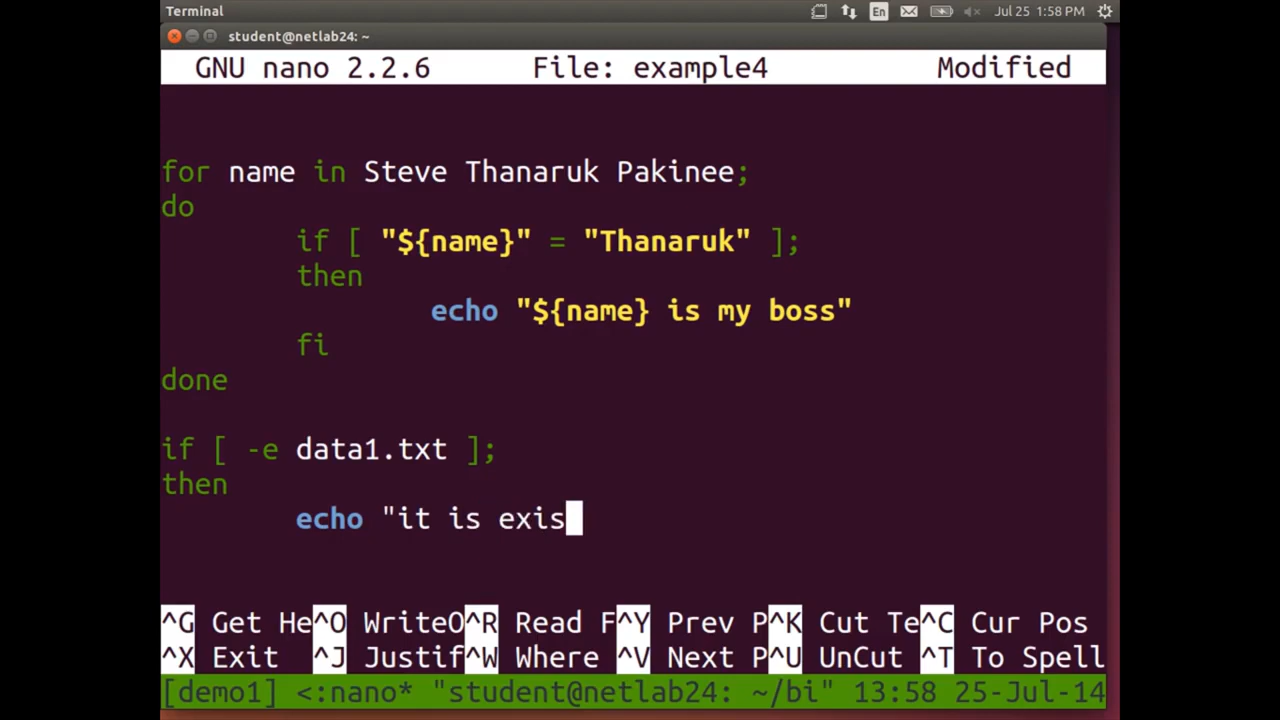 Terminal En Jul 25 1:58 PM
student@netlab24: ~
GNU nano 2.2.6 File: example4 Modified
for name in Steve Thanaruk Pakinee;
do
if [ "${name}" = "Thanaruk" ];
then
echo "${name} is my boss"
fi
done
if [ -e data1.txt ];
then
echo "it is exis
^G Get He^O WriteO^R Read F^Y Prev P^K Cut Te^C Cur Pos
^X Exit ^J Justif^W Where ^V Next P^U UnCut ^T To Spell
[demo1] <:nano* "student@netlab24: ~/bi" 13:58 25-Jul-14